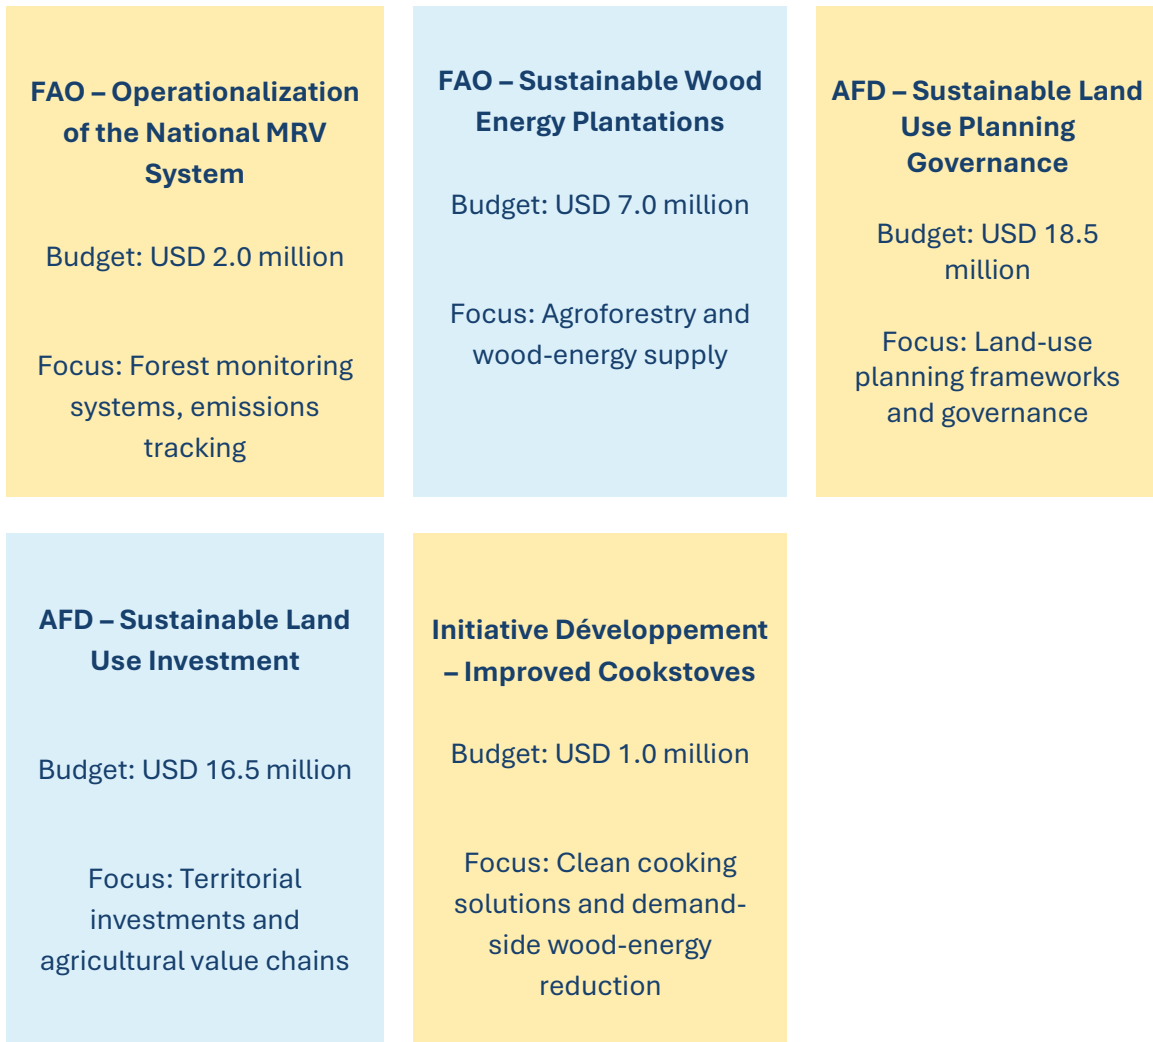 FAO – Operationalization
of the National MRV
System
Budget: USD 2.0 million
Focus: Forest monitoring
systems, emissions
tracking
FAO – Sustainable Wood
Energy Plantations
Budget: USD 7.0 million
Focus: Agroforestry and
wood-energy supply
AFD – Sustainable Land
Use Planning
Governance
Budget: USD 18.5
million
Focus: Land-use
planning frameworks
and governance
AFD – Sustainable Land
Use Investment
Budget: USD 16.5 million
Focus: Territorial
investments and
agricultural value chains
Initiative Développement
– Improved Cookstoves
Budget: USD 1.0 million
Focus: Clean cooking
solutions and demand-
side wood-energy
reduction